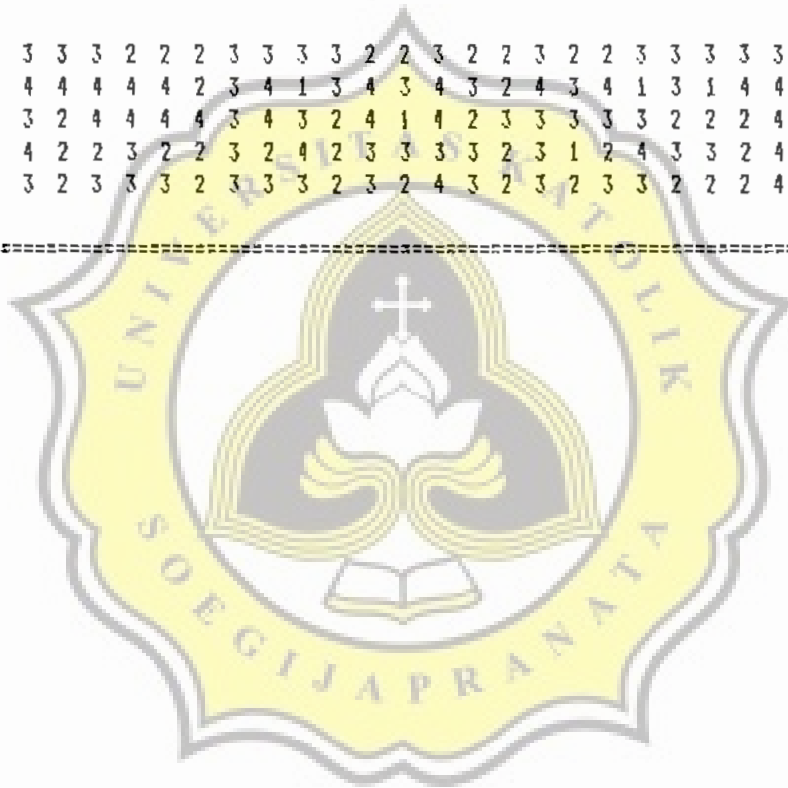 3 3 3 2 2 2 3 3 3 3 2 2 3 2 2 3 2 2 3 3 3 3 3
4 4 4 4 4 2 3 4 1 3 4 3 4 3 2 4 3 4 1 3 1 4 4
3 2 4 4 4 4 3 4 3 2 4 1 4 2 3 3 3 3 3 2 2 2 4
4 2 2 3 2 2 3 2 4 2 3 3 3 3 2 3 1 2 4 3 3 2 4
3 2 3 3 3 2 3 3 3 2 3 2 4 3 2 3 2 3 3 2 2 2 4
UNIVERSITAS KATOLIK
SOEGIJAPRANATA